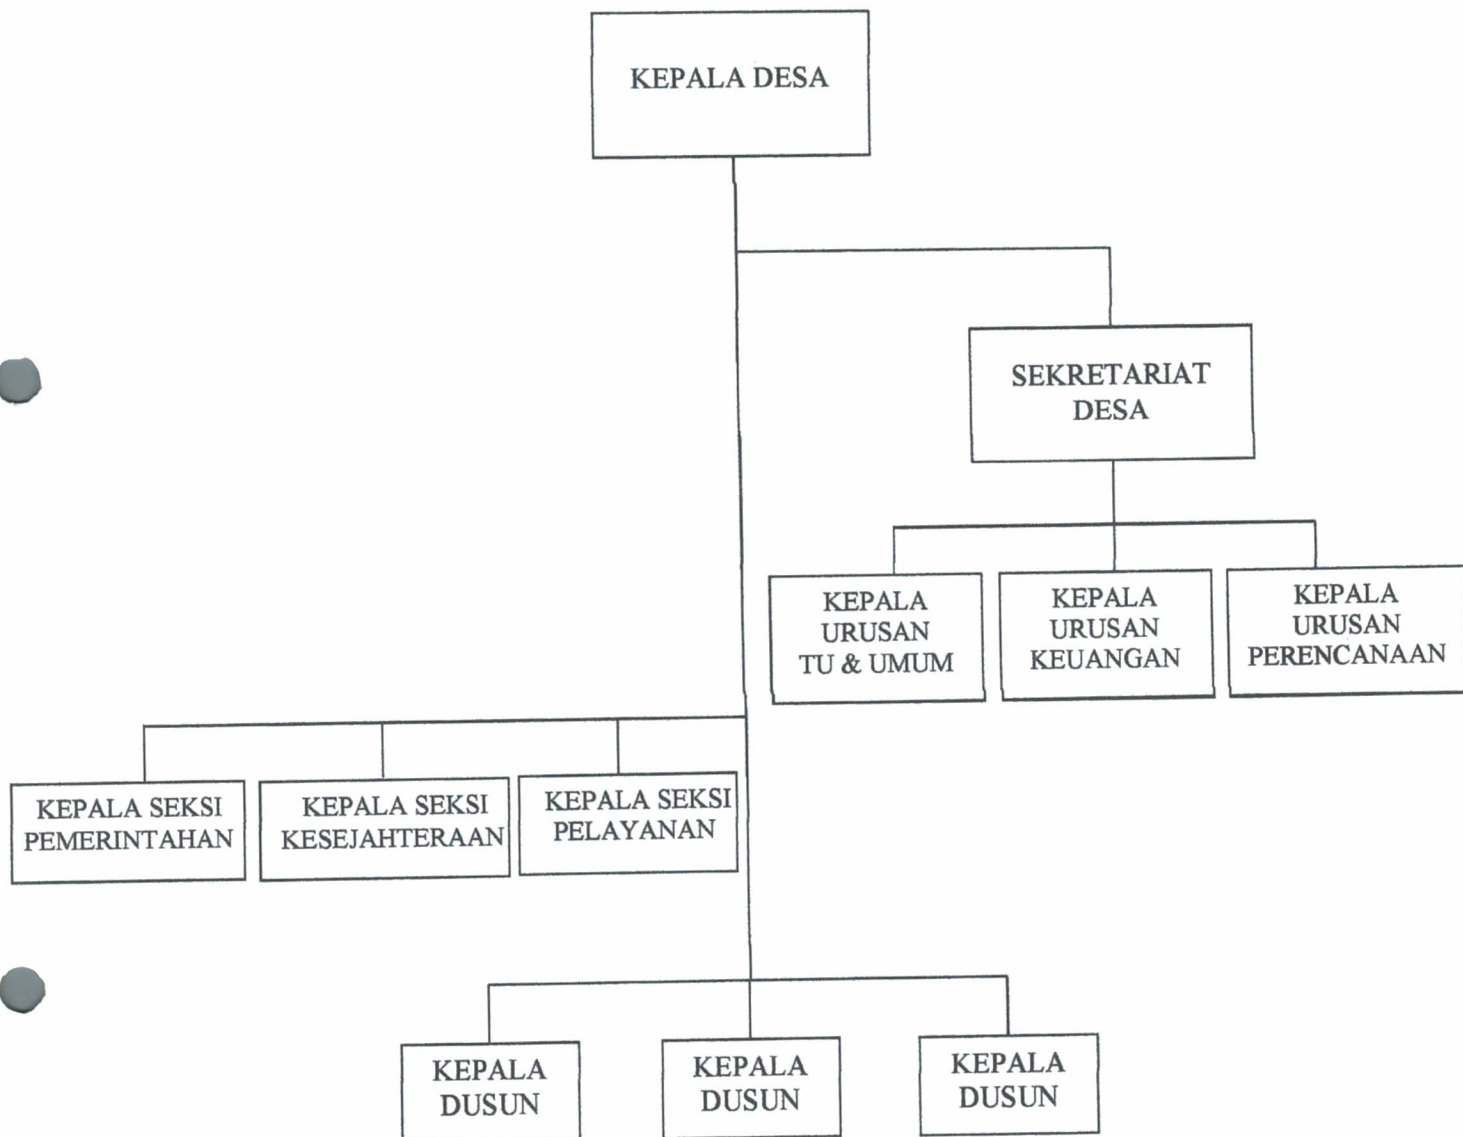 KEPALA DESA
SEKRETARIAT
DESA
KEPALA
URUSAN
TU & UMUM
KEPALA
URUSAN
KEUANGAN
KEPALA
URUSAN
PERENCANAAN
KEPALA SEKSI
PEMERINTAHAN
KEPALA SEKSI
KESEJAHTERAAN
KEPALA SEKSI
PELAYANAN
KEPALA
DUSUN
KEPALA
DUSUN
KEPALA
DUSUN